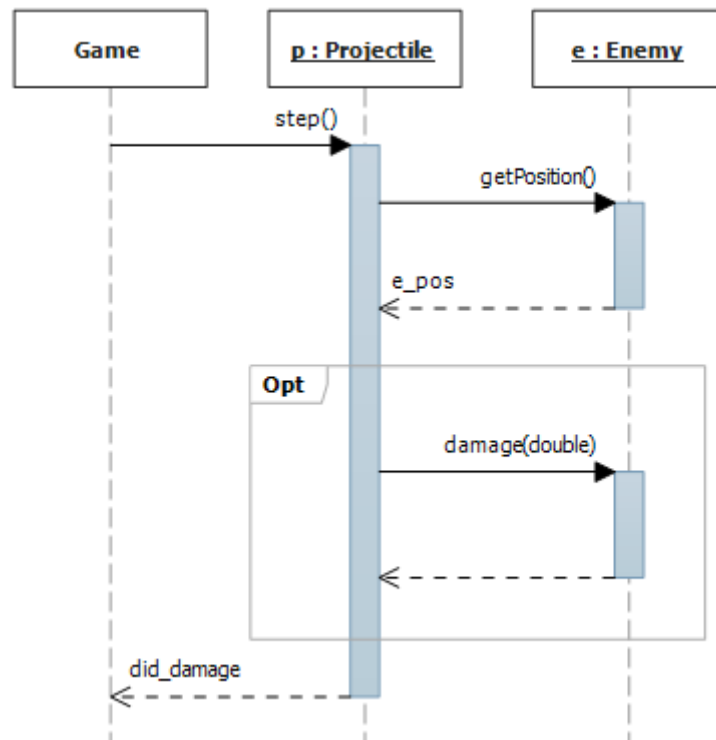 Game
p : Projectile
e : Enemy
step()
getPosition()
e_pos
Opt
damage(double)
did_damage